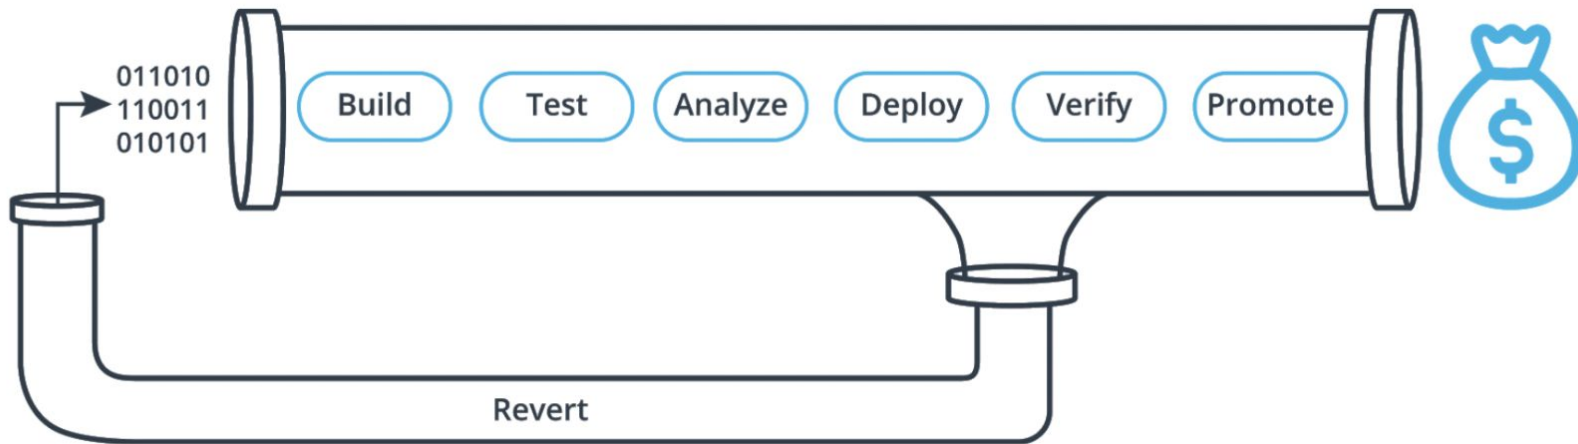 011010
110011
010101
Build
Test
Analyze
Deploy
Verify
Promote
$
Revert